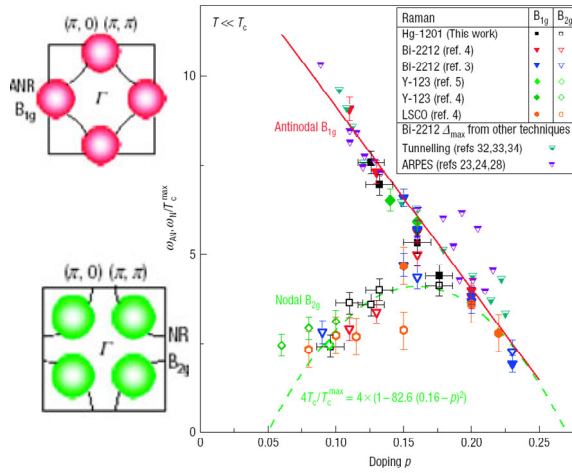 (π, 0) (π, π)
ANR
B1g
Γ
(π, 0) (π, π)
NR
B2g
Γ
T ≪ Tc
Raman B1g B2g
Hg-1201 (This work)
Bi-2212 (ref. 4)
Bi-2212 (ref. 3)
Y-123 (ref. 5)
Y-123 (ref. 4)
LSCO (ref. 4)
Bi-2212 Δmax from other techniques
Tunnelling (refs 32,33,34)
ARPES (refs 23,24,28)
Antinodal B1g
Nodal B2g
4Tc/Tcmax = 4×(1–82.6 (0.16–p)2)
ωAN, ωN/Tcmax
10
7.5
5
2.5
0
0 0.05 0.10 0.15 0.20 0.25
Doping p